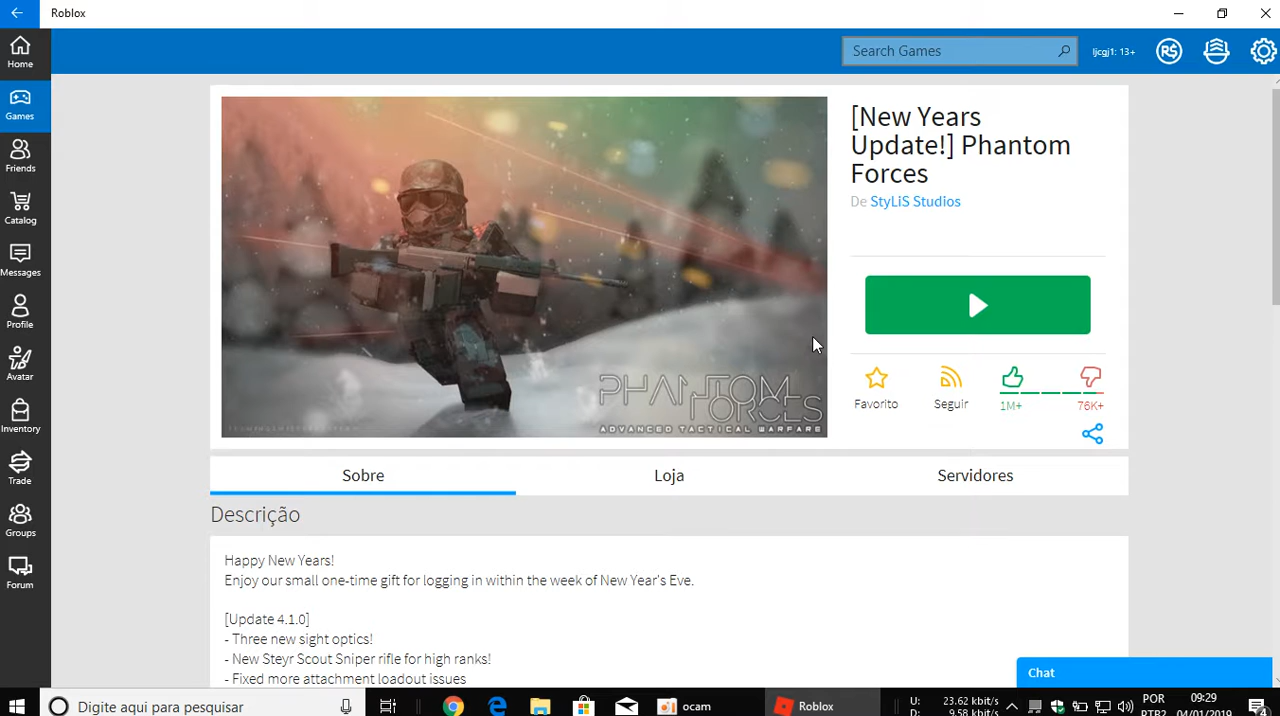 Roblox
Search Games
ljcgj1: 13+
Home
Games
Friends
Catalog
Messages
Profile
Avatar
Inventory
Trade
Groups
Forum
[New Years
Update!] Phantom
Forces
De StyLiS Studios
PHANTOM
FORCES
ADVANCED TACTICAL WARFARE
Favorito
Seguir
1M+
76K+
Sobre
Loja
Servidores
Descrição
Happy New Years!
Enjoy our small one-time gift for logging in within the week of New Year's Eve.
[Update 4.1.0]
- Three new sight optics!
- New Steyr Scout Sniper rifle for high ranks!
- Fixed more attachment loadout issues
Chat
Digite aqui para pesquisar
ocam
Roblox
U: 23.62 kbit/s
D: 9.58 kbit/s
POR
PTB2
09:29
04/01/2019
4